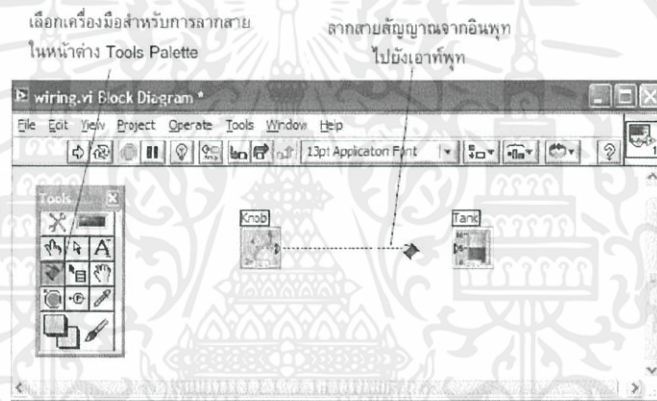 เลือกเครื่องมือสำหรับการลากสาย
ในหน้าต่าง Tools Palette
ลากสายสัญญาณจากอินพุท
ไปยังเอาท์พุท
wiring.vi Block Diagram *
File Edit View Project Operate Tools Window Help
13pt Application Font
Tools
Knob
Tank